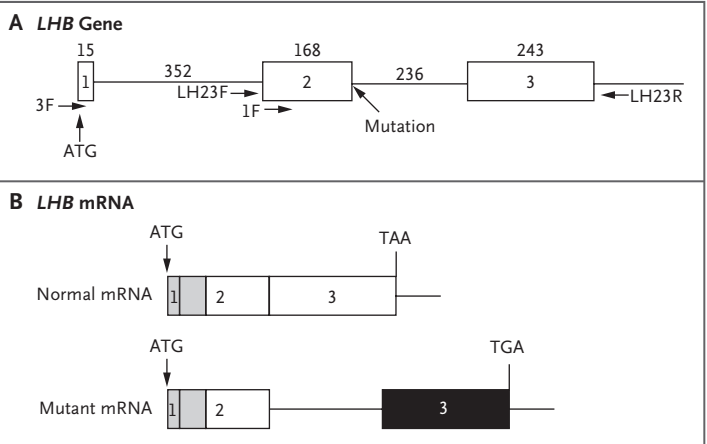 A LHB Gene
15 168 243
352 236
1 2 3
LH23F
3F LH23R
1F
Mutation
ATG
B LHB mRNA
ATG
TAA
Normal mRNA 1 2 3
ATG
TGA
Mutant mRNA 1 2 3